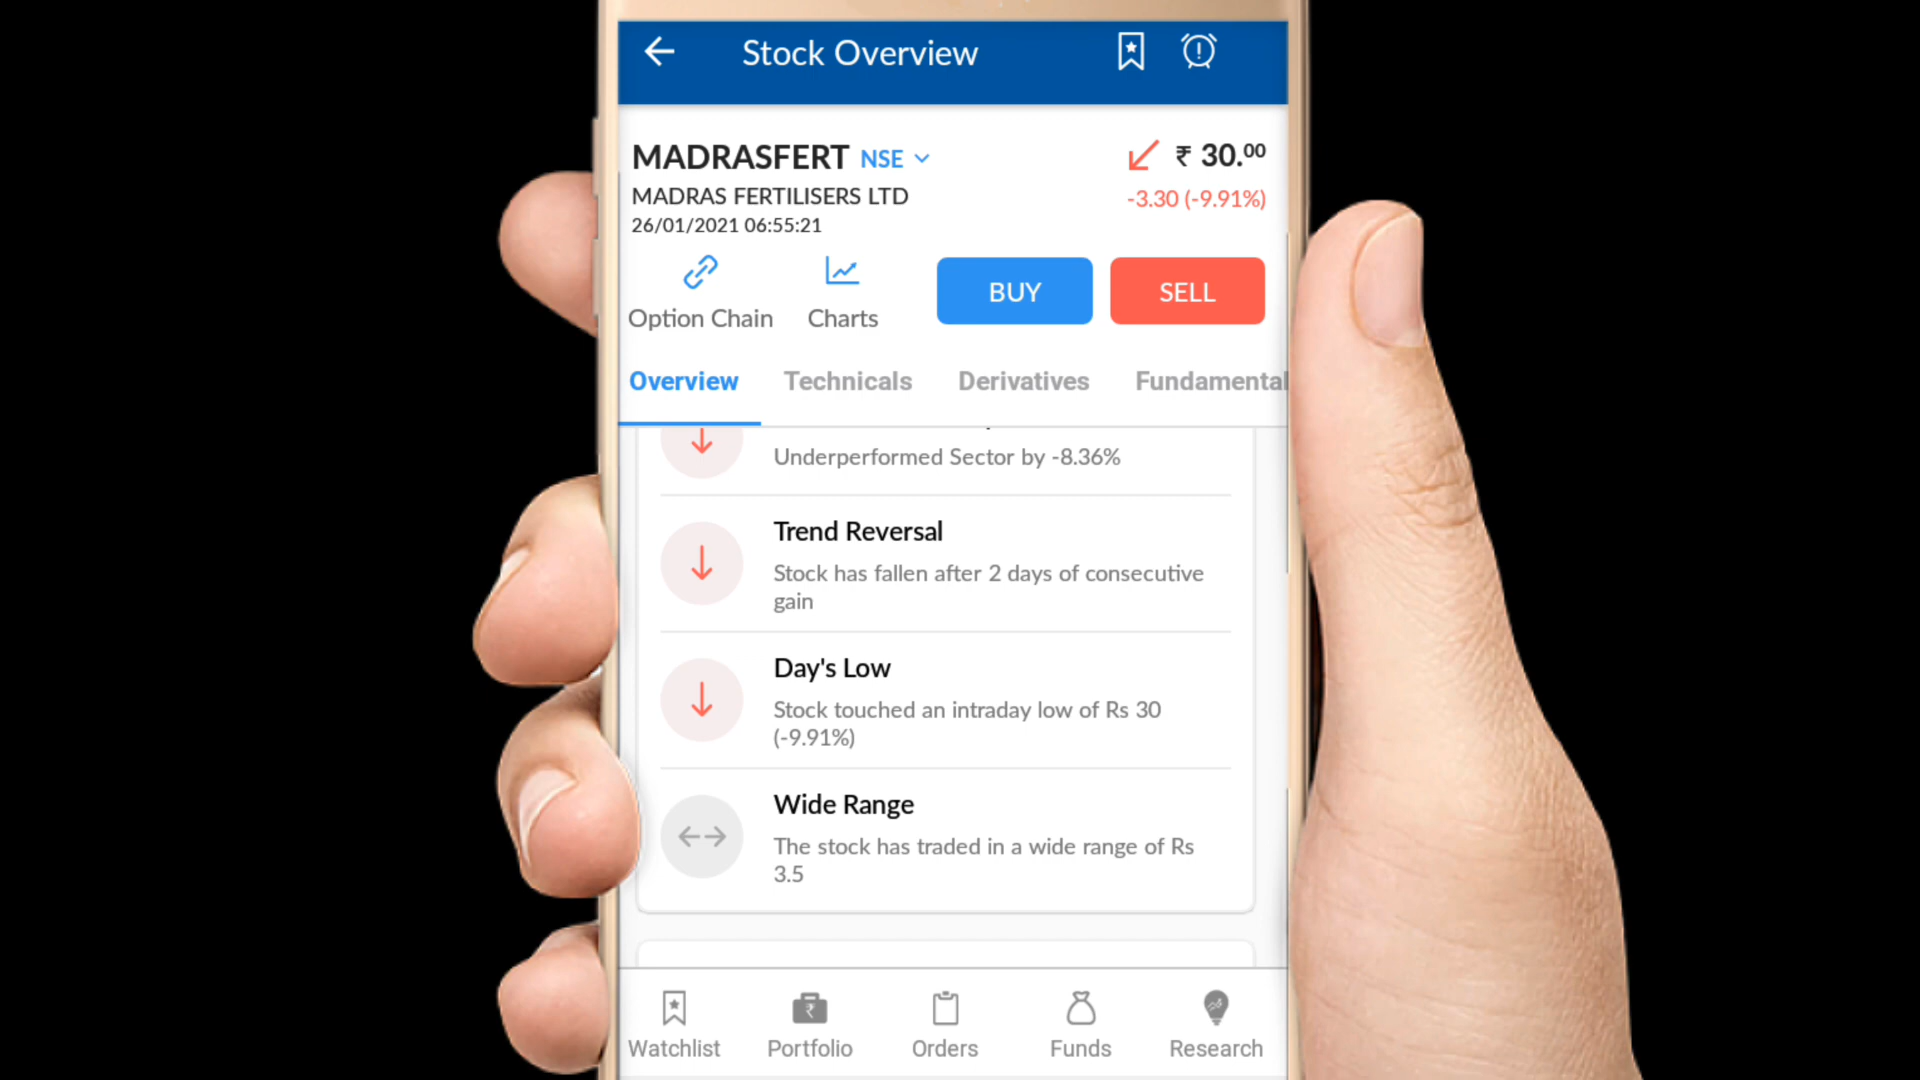 Stock Overview
MADRASFERT NSE
₹ 30.00
MADRAS FERTILISERS LTD
-3.30 (-9.91%)
26/01/2021 06:55:21
Option Chain
Charts
BUY
SELL
Overview
Technicals
Derivatives
Fundamental
Underperformed Sector by -8.36%
Trend Reversal
Stock has fallen after 2 days of consecutive
gain
Day's Low
Stock touched an intraday low of Rs 30
(-9.91%)
Wide Range
The stock has traded in a wide range of Rs
3.5
Watchlist
Portfolio
Orders
Funds
Research